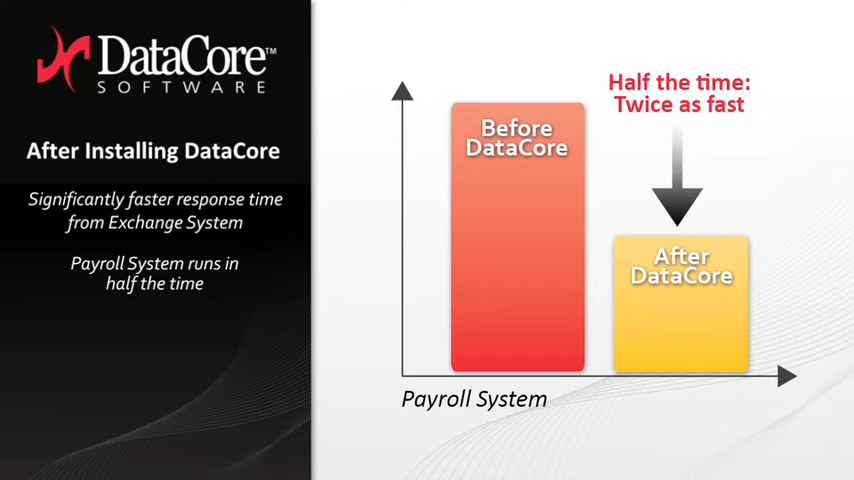 DataCore™
SOFTWARE
After Installing DataCore
Significantly faster response time
from Exchange System
Payroll System runs in
half the time
Half the time:
Twice as fast
Before
DataCore
After
DataCore
Payroll System